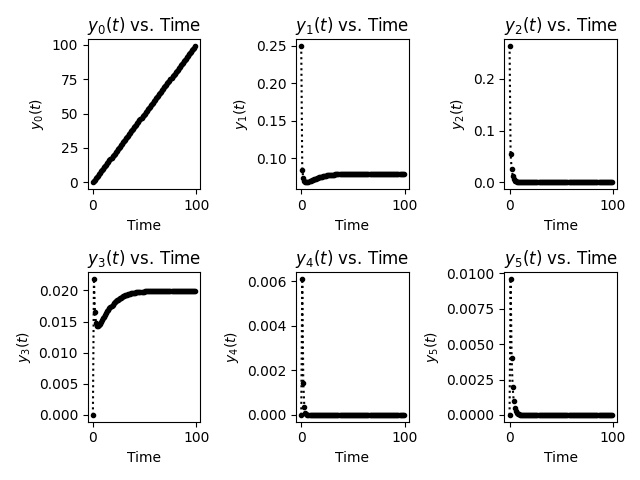 y₀(t) vs. Time
y₁(t) vs. Time
y₂(t) vs. Time
100
75
50
25
0
y₀(t)
0
100
Time
0.25
0.20
0.15
0.10
y₁(t)
0
100
Time
0.2
0.1
0.0
y₂(t)
0
100
Time
y₃(t) vs. Time
y₄(t) vs. Time
y₅(t) vs. Time
0.020
0.015
0.010
0.005
0.000
y₃(t)
0
100
Time
0.006
0.004
0.002
0.000
y₄(t)
0
100
Time
0.0100
0.0075
0.0050
0.0025
0.0000
y₅(t)
0
100
Time